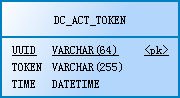 DC_ACT_TOKEN
UUID VARCHAR(64) <pk>
TOKEN VARCHAR(255)
TIME DATETIME